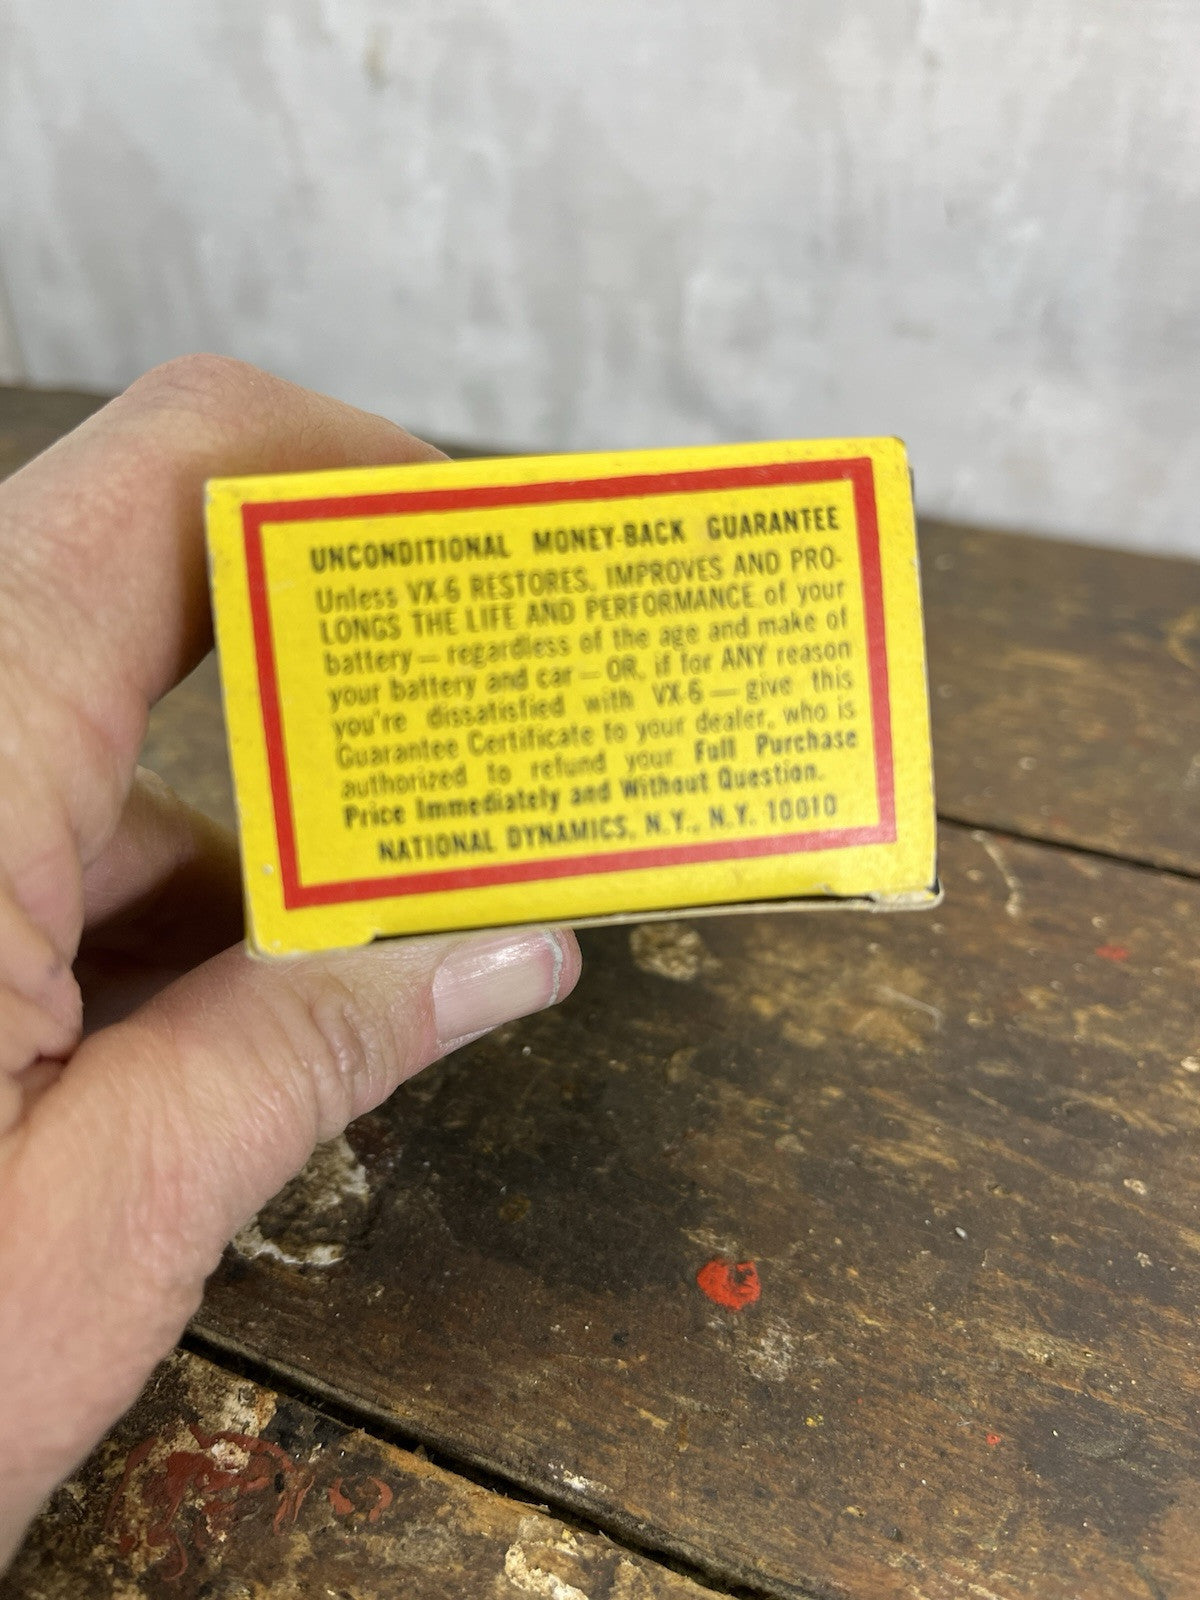 UNCONDITIONAL MONEY-BACK GUARANTEE
Unless VX-6 RESTORES, IMPROVES AND PRO-
LONGS THE LIFE AND PERFORMANCE of your
battery — regardless of the age and make of
your battery and car — OR, if for ANY reason
you're dissatisfied with VX-6 — give this
Guarantee Certificate to your dealer, who is
authorized to refund your Full Purchase
Price Immediately and Without Question.
NATIONAL DYNAMICS, N.Y., N.Y. 10010